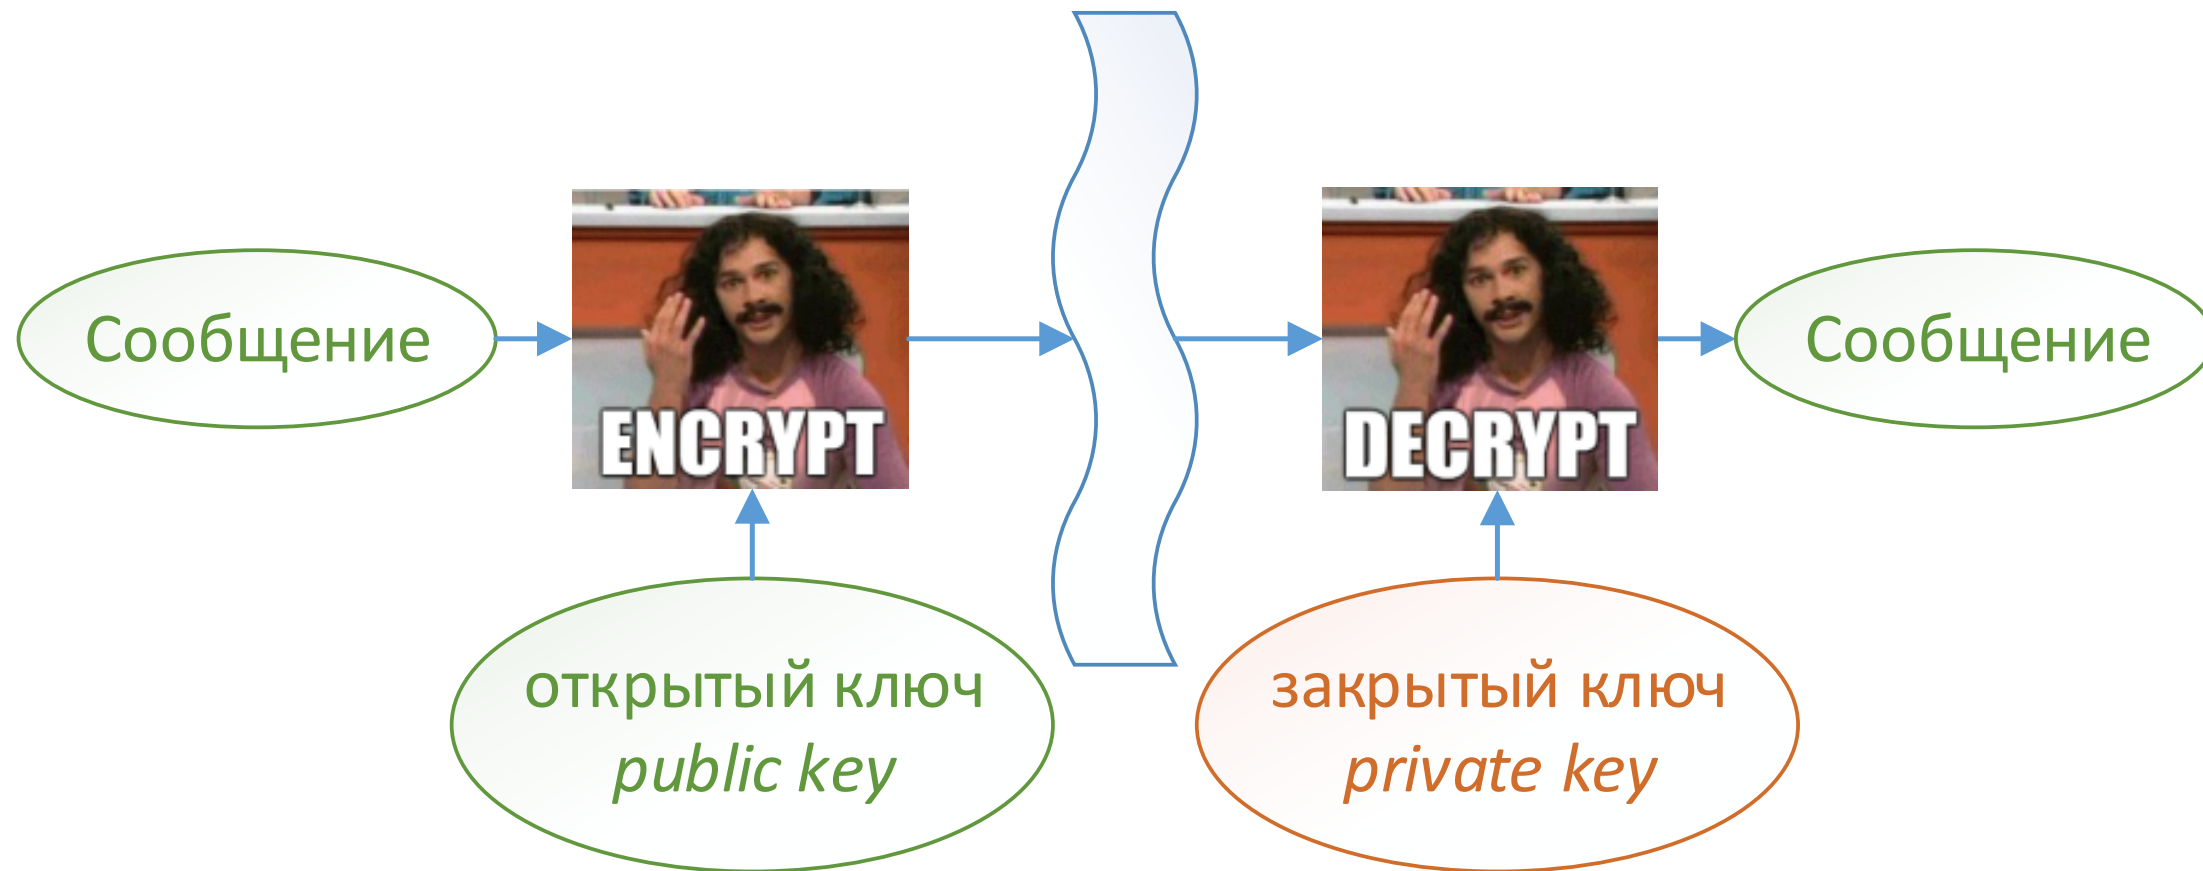 Сообщение
ENCRYPT
DECRYPT
Сообщение
открытый ключ
public key
закрытый ключ
private key